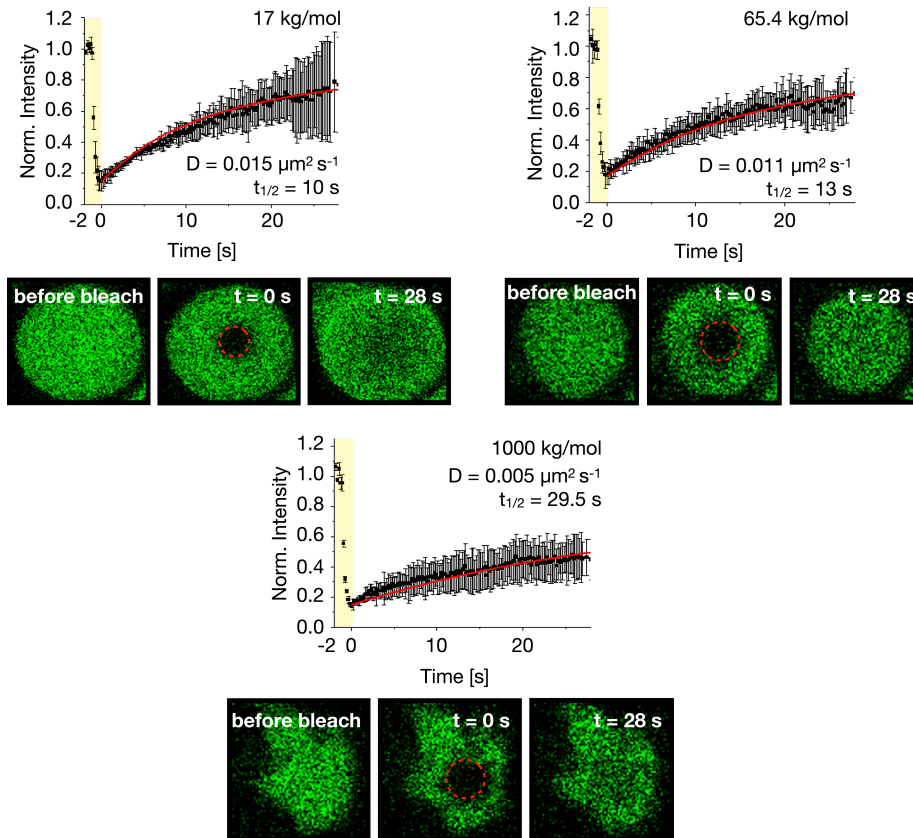 17 kg/mol
1.2
1.0
0.8
0.6
0.4
0.2
0.0
Norm. Intensity
D = 0.015 µm² s⁻¹
t1/2 = 10 s
-2 0 10 20
Time [s]
before bleach t = 0 s t = 28 s
65.4 kg/mol
1.2
1.0
0.8
0.6
0.4
0.2
0.0
Norm. Intensity
D = 0.011 µm² s⁻¹
t1/2 = 13 s
-2 0 10 20
Time [s]
before bleach t = 0 s t = 28 s
1000 kg/mol
D = 0.005 µm² s⁻¹
t1/2 = 29.5 s
1.2
1.0
0.8
0.6
0.4
0.2
0.0
Norm. Intensity
-2 0 10 20
Time [s]
before bleach t = 0 s t = 28 s